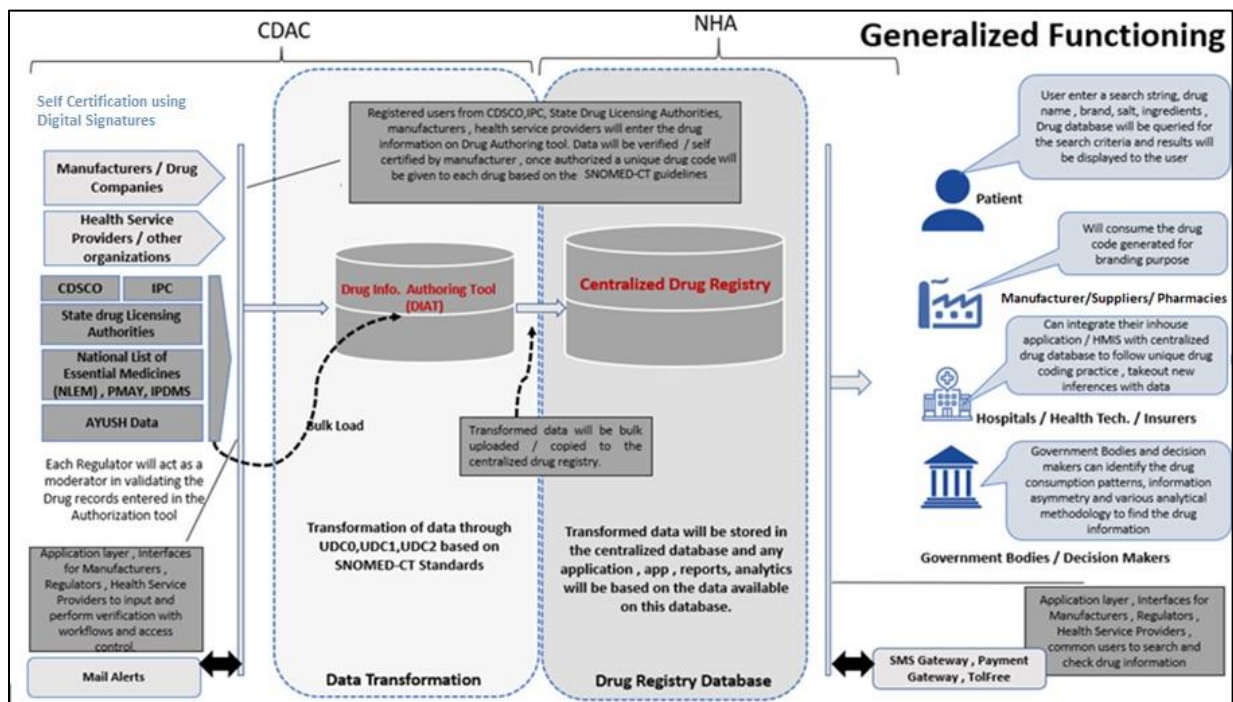 CDAC
NHA
Generalized Functioning
Self Certification using
Digital Signatures
Manufacturers / Drug
Companies
Health Service
Providers / other
organizations
CDSCO
IPC
State drug Licensing
Authorities
National List of
Essential Medicines
(NLEM) , PMAY, IPDMS
AYUSH Data
Each Regulator will act as a
moderator in validating the
Drug records entered in the
Authorization tool
Application layer , Interfaces
for Manufacturers ,
Regulators , Health Service
Providers to input and
perform verification with
workflows and access
control.
Mail Alerts
Registered users from CDSCO,IPC, State Drug Licensing Authorities,
manufacturers , health service providers will enter the drug
information on Drug Authoring tool. Data will be verified / self
certified by manufacturer , once authorized a unique drug code will
be given to each drug based on the SNOMED-CT guidelines
Drug Info. Authoring Tool
(DIAT)
Bulk Load
Transformed data will be bulk
uploaded / copied to the
centralized drug registry.
Transformation of data through
UDC0,UDC1,UDC2 based on
SNOMED-CT Standards
Data Transformation
Centralized Drug Registry
Transformed data will be stored in
the centralized database and any
application , app , reports, analytics
will be based on the data available
on this database.
Drug Registry Database
User enter a search string, drug
name , brand, salt, ingredients ,
Drug database will be queried for
the search criteria and results will
be displayed to the user
Patient
Will consume the drug
code generated for
branding purpose
Manufacturer/Suppliers/ Pharmacies
Can integrate their inhouse
application / HMIS with centralized
drug database to follow unique drug
coding practice , takeout new
inferences with data
Hospitals / Health Tech. / Insurers
Government Bodies and decision
makers can identify the drug
consumption patterns, information
asymmetry and various analytical
methodology to find the drug
information
Government Bodies / Decision Makers
Application layer , Interfaces for
Manufacturers , Regulators ,
Health Service Providers ,
common users to search and
check drug information
SMS Gateway , Payment
Gateway , TolFree